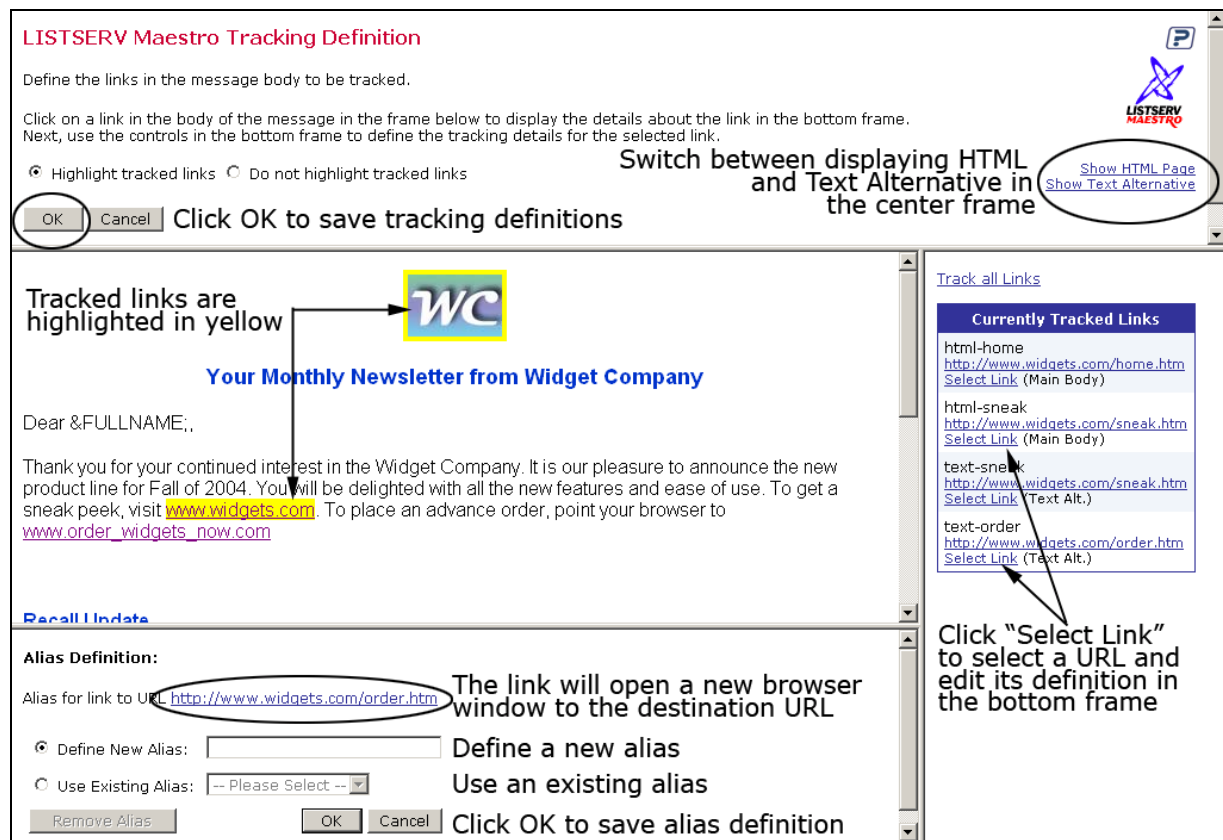 LISTSERV Maestro Tracking Definition
Define the links in the message body to be tracked.
Click on a link in the body of the message in the frame below to display the details about the link in the bottom frame.
Next, use the controls in the bottom frame to define the tracking details for the selected link.
Highlight tracked links Do not highlight tracked links
OK Cancel Click OK to save tracking definitions
?
LISTSERV
MAESTRO
Switch between displaying HTML
and Text Alternative in
the center frame
Show HTML Page
Show Text Alternative
Tracked links are
highlighted in yellow
WC
Your Monthly Newsletter from Widget Company
Dear &FULLNAME;,
Thank you for your continued interest in the Widget Company. It is our pleasure to announce the new
product line for Fall of 2004. You will be delighted with all the new features and ease of use. To get a
sneak peek, visit www.widgets.com. To place an advance order, point your browser to
www.order_widgets_now.com
Recall Update
Track all Links
Currently Tracked Links
html-home
http://www.widgets.com/home.htm
Select Link (Main Body)
html-sneak
http://www.widgets.com/sneak.htm
Select Link (Main Body)
text-sneak
http://www.widgets.com/sneak.htm
Select Link (Text Alt.)
text-order
http://www.widgets.com/order.htm
Select Link (Text Alt.)
Click “Select Link”
to select a URL and
edit its definition in
the bottom frame
Alias Definition:
Alias for link to URL http://www.widgets.com/order.htm
The link will open a new browser
window to the destination URL
Define New Alias: Define a new alias
Use Existing Alias: -- Please Select -- Use an existing alias
Remove Alias OK Cancel Click OK to save alias definition